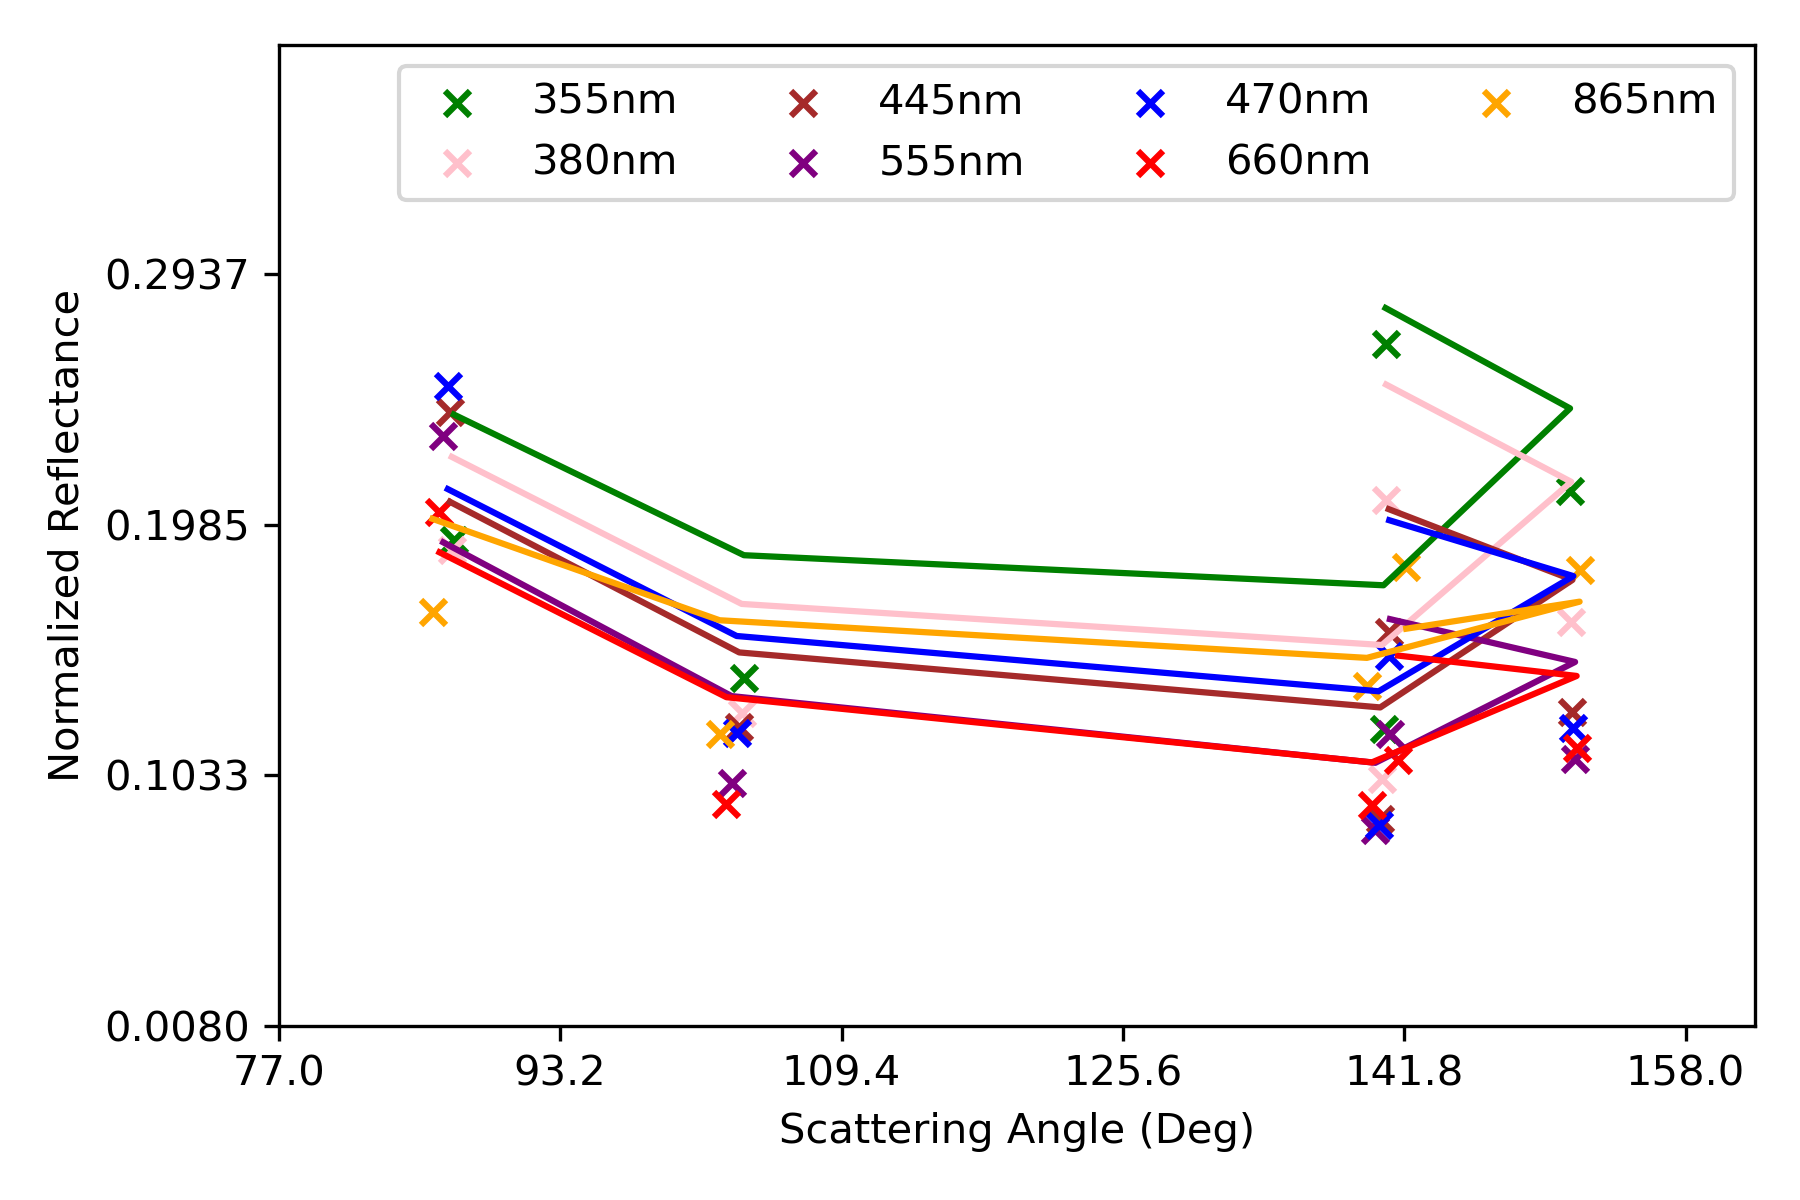 355nm 445nm 470nm 865nm
380nm 555nm 660nm
Normalized Reflectance
0.2937
0.1985
0.1033
0.0080
77.0 93.2 109.4 125.6 141.8 158.0
Scattering Angle (Deg)